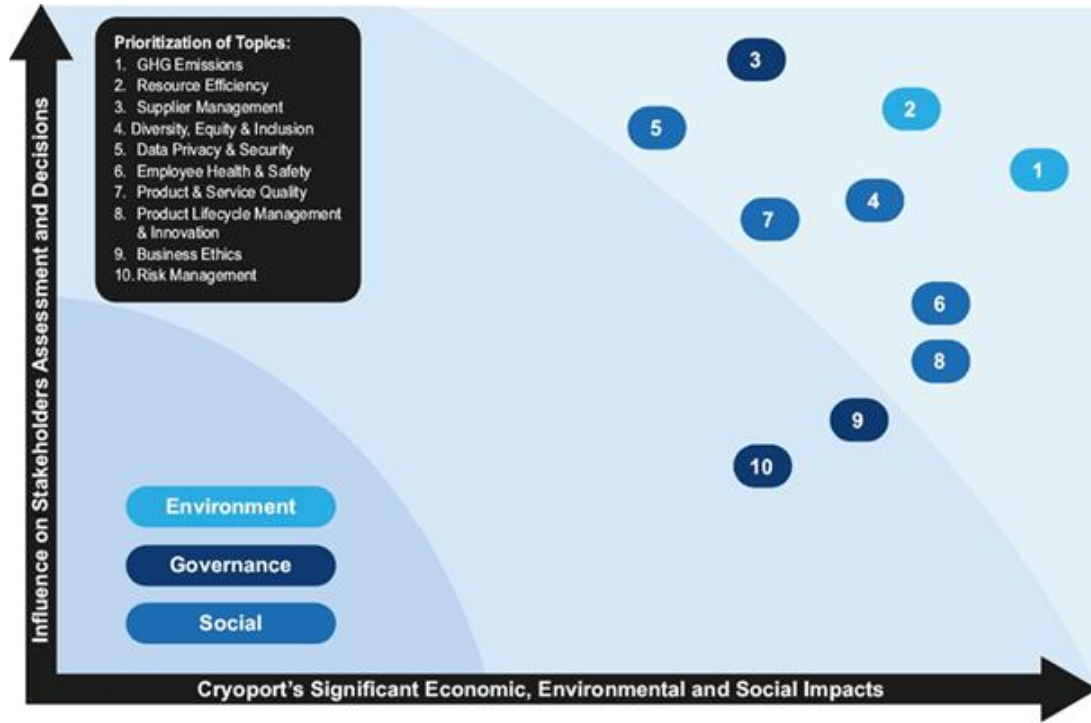 Influence on Stakeholders Assessment and Decisions
Prioritization of Topics:
1. GHG Emissions
2. Resource Efficiency
3. Supplier Management
4. Diversity, Equity & Inclusion
5. Data Privacy & Security
6. Employee Health & Safety
7. Product & Service Quality
8. Product Lifecycle Management
& Innovation
9. Business Ethics
10. Risk Management
3
2
5
1
4
7
6
8
9
10
Environment
Governance
Social
Cryoport's Significant Economic, Environmental and Social Impacts